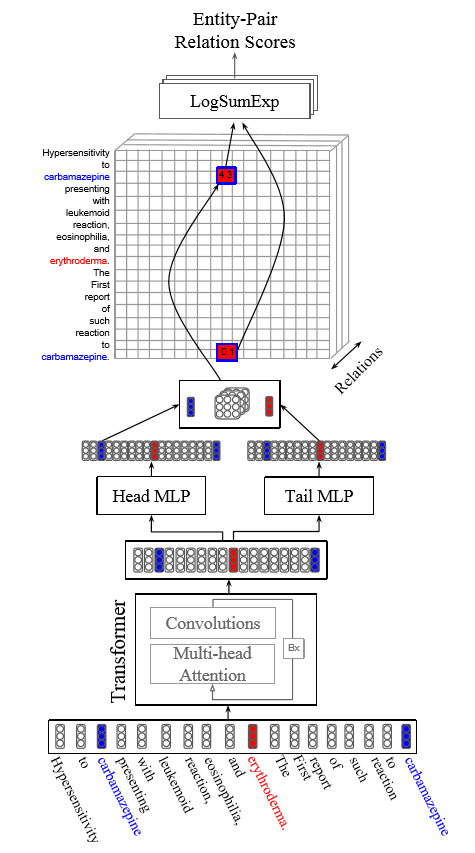 Entity-Pair
Relation Scores
LogSumExp
Hypersensitivity
to
carbamazepine
presenting
with
leukemoid
reaction,
eosinophilia,
and
erythroderma.
The
First
report
of
such
reaction
to
carbamazepine.
4.3
Relations
Head MLP
Tail MLP
Transformer
Convolutions
Multi-head
Attention
Bx
Hypersensitivity
to
carbamazepine
presenting
with
leukemoid
reaction,
eosinophilia,
and
erythroderma.
The
First
report
of
such
reaction
to
carbamazepine